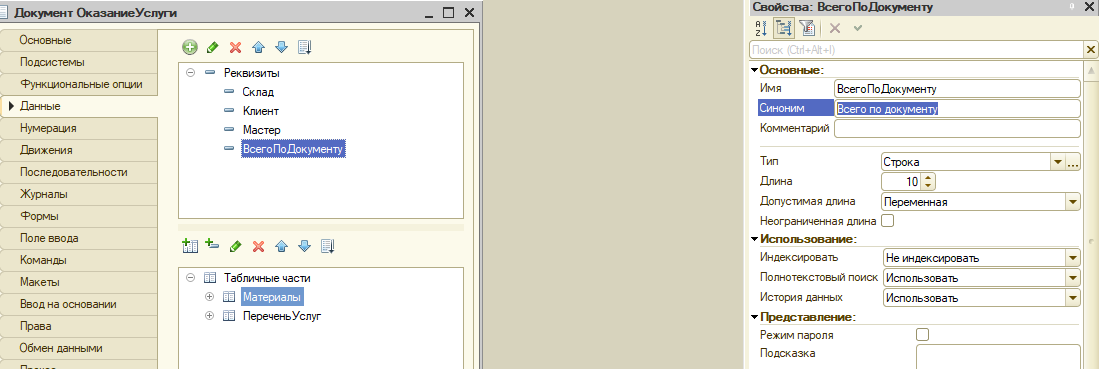 Документ ОказаниеУслуги
Основные
Подсистемы
Функциональные опции
Данные
Нумерация
Движения
Последовательности
Журналы
Формы
Поле ввода
Команды
Макеты
Ввод на основании
Права
Обмен данными
Реквизиты
Склад
Клиент
Мастер
ВсегоПоДокументу
Табличные части
Материалы
ПереченьУслуг
Свойства: ВсегоПоДокументу
Поиск (Ctrl+Alt+I)
Основные:
Имя ВсегоПоДокументу
Синоним Всего по документу
Комментарий
Тип Строка
Длина 10
Допустимая длина Переменная
Неограниченная длина
Использование:
Индексировать Не индексировать
Полнотекстовый поиск Использовать
История данных Использовать
Представление:
Режим пароля
Подсказка